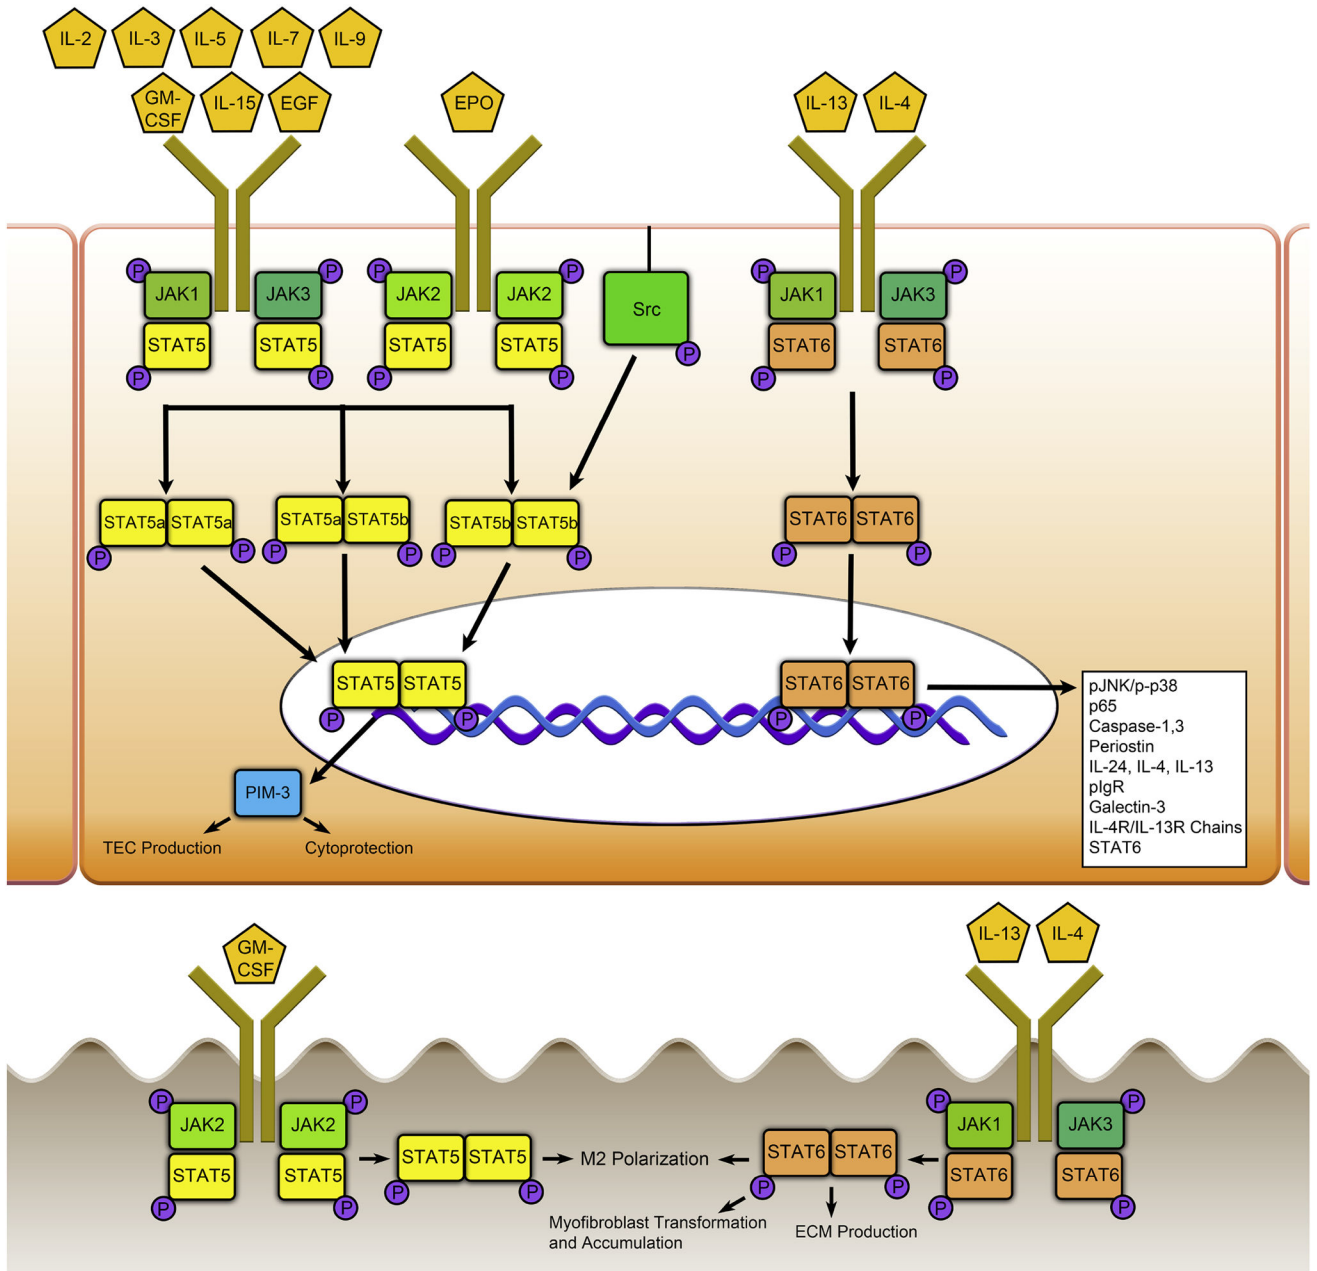 IL-2 IL-3 IL-5 IL-7 IL-9
GM-
CSF
IL-15 EGF
EPO
IL-13 IL-4
P P P P P P
JAK1 JAK3 JAK2 JAK2 Src JAK1 JAK3
STAT5 STAT5 STAT5 STAT5 P STAT6 STAT6
P P P P P P
STAT5a STAT5a STAT5a STAT5b STAT5b STAT5b STAT6 STAT6
P P P P P P P P
STAT5 STAT5 STAT6 STAT6
P P P P
pJNK/p-p38
p65
Caspase-1,3
Periostin
IL-24, IL-4, IL-13
pIgR
Galectin-3
IL-4R/IL-13R Chains
STAT6
PIM-3
TEC Production Cytoprotection
GM-
CSF
IL-13 IL-4
P P P P
JAK2 JAK2 JAK1 JAK3
STAT5 STAT5 STAT5 STAT5 M2 Polarization STAT6 STAT6 STAT6 STAT6
P P P P P P P P
Myofibroblast Transformation
and Accumulation
ECM Production